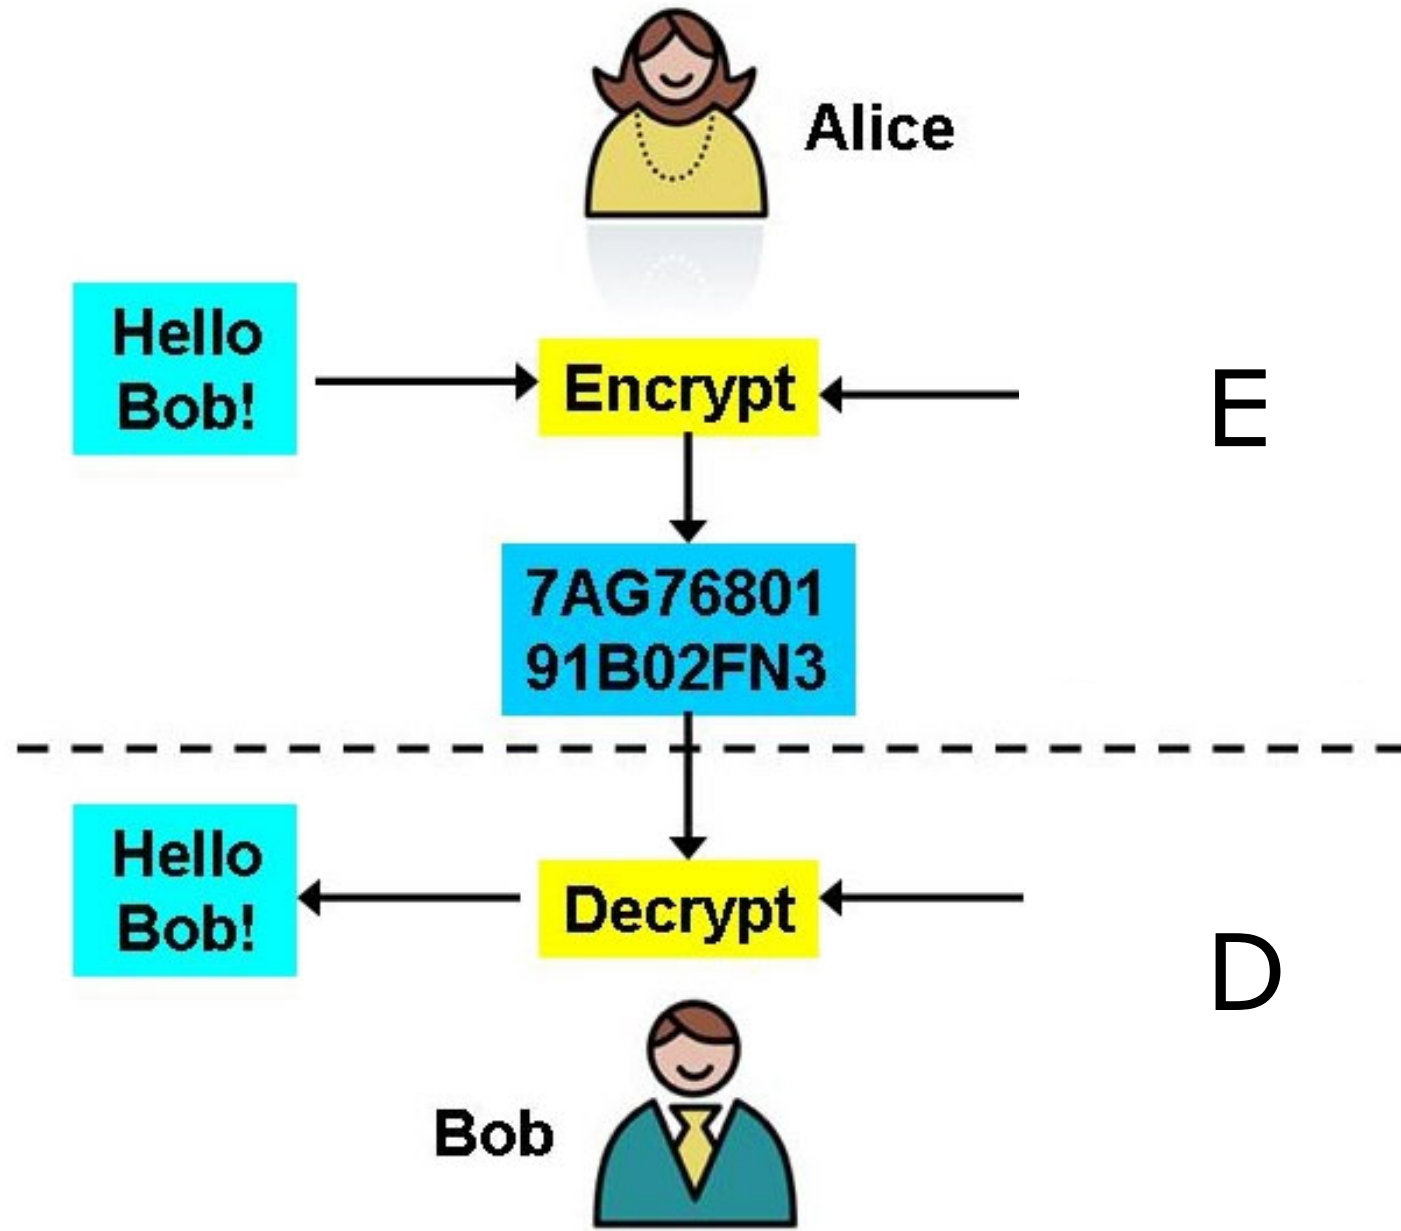 Alice
Hello
Bob!
Encrypt
E
7AG76801
91B02FN3
Hello
Bob!
Decrypt
D
Bob